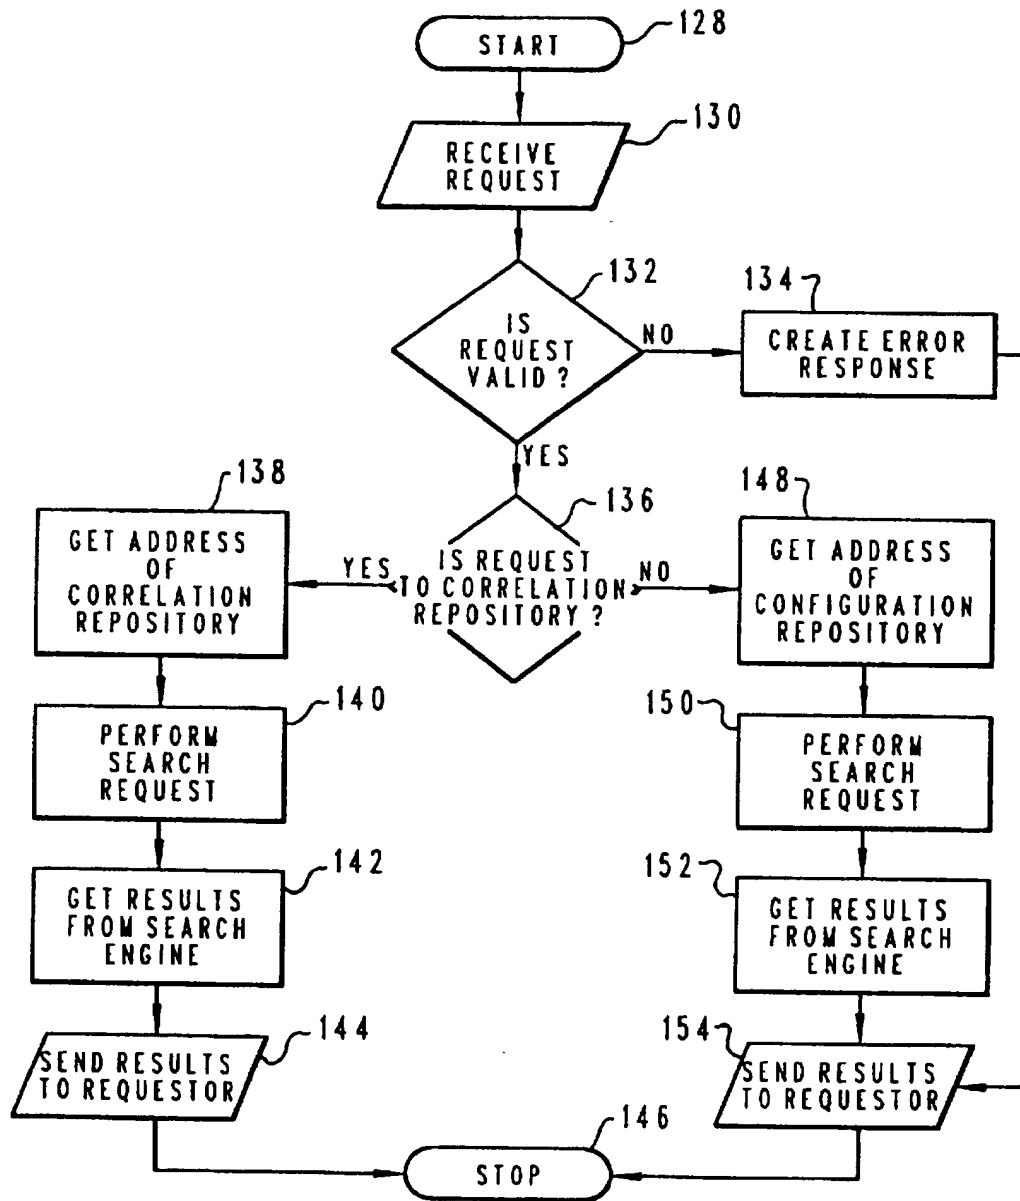 START
128
RECEIVE
REQUEST
130
IS
REQUEST
VALID ?
132
NO
CREATE ERROR
RESPONSE
134
YES
IS REQUEST
TO CORRELATION
REPOSITORY ?
136
YES
NO
GET ADDRESS
OF
CORRELATION
REPOSITORY
138
GET ADDRESS
OF
CONFIGURATION
REPOSITORY
148
PERFORM
SEARCH
REQUEST
140
PERFORM
SEARCH
REQUEST
150
GET RESULTS
FROM SEARCH
ENGINE
142
GET RESULTS
FROM SEARCH
ENGINE
152
SEND RESULTS
TO REQUESTOR
144
SEND RESULTS
TO REQUESTOR
154
STOP
146